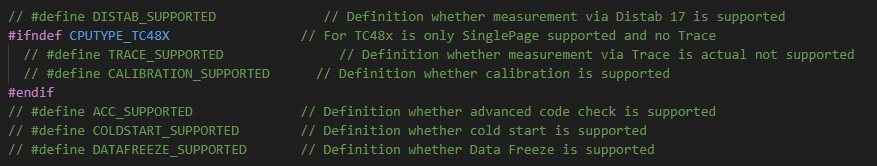 // #define DISTAB_SUPPORTED // Definition whether measurement via Distab 17 is supported
#ifndef CPUTYPE_TC48X // For TC48x is only SinglePage supported and no Trace
// #define TRACE_SUPPORTED // Definition whether measurement via Trace is actual not supported
// #define CALIBRATION_SUPPORTED // Definition whether calibration is supported
#endif
// #define ACC_SUPPORTED // Definition whether advanced code check is supported
// #define COLDSTART_SUPPORTED // Definition whether cold start is supported
// #define DATAFREEZE_SUPPORTED // Definition whether Data Freeze is supported